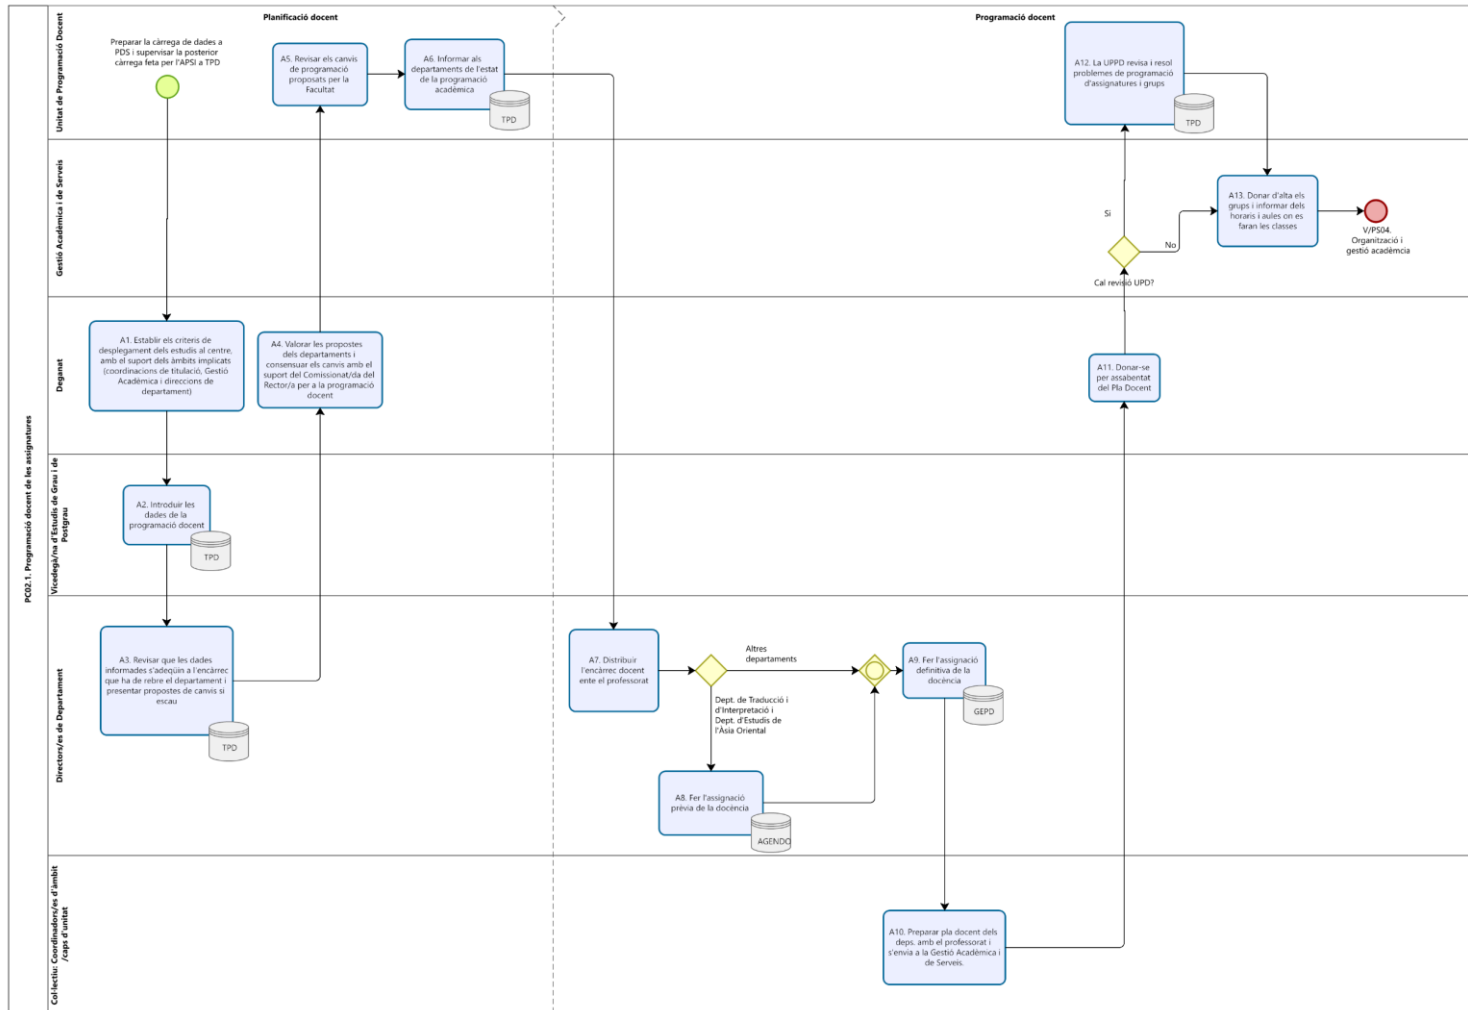 PC02.1. Programació docent de les assignatures
Planificació docent
Programació docent
Unitat de Programació Docent
Preparar la càrrega de dades a
PDS i supervisar la posterior
càrrega feta per l'APSI a TPD
A5. Revisar els canvis
de programació
proposats per la
Facultat
A6. Informar als
departaments de l'estat
de la programació
acadèmica
TPD
A12. La UPPD revisa i resol
problemes de programació
d'assignatures i grups
TPD
Gestió Acadèmica i de Serveis
Si
No
Cal revisió UPD?
A13. Donar d'alta els
grups i informar dels
horaris i aules on es
faran les classes
V/PS04.
Organització i
gestió acadèmcia
Deganat
A1. Establir els criteris de
desplegament dels estudis al centre,
amb el suport dels àmbits implicats
(coordinacions de titulació, Gestió
Acadèmica i direccions de
departament)
A4. Valorar les propostes
dels departaments i
consensuar els canvis amb el
suport del Comissionat/da del
Rector/a per a la programació
docent
A11. Donar-se
per assabentat
del Pla Docent
Vicedegà/na d'Estudis de Grau i de
Postgrau
A2. Introduir les
dades de la
programació docent
TPD
Directors/es de Departament
A3. Revisar que les dades
informades s'adeqüin a l'encàrrec
que ha de rebre el departament i
presentar propostes de canvis si
escau
TPD
A7. Distribuir
l'encàrrec docent
ente el professorat
Altres
departaments
Dept. de Traducció i
d'Interpretació i
Dept. d'Estudis de
l'Àsia Oriental
A8. Fer l'assignació
prèvia de la docència
AGENDO
A9. Fer l'assignació
definitiva de la
docència
GEPD
Col·lectiu: Coordinadors/es d'àmbit
/caps d'unitat
A10. Preparar pla docent dels
deps. amb el professorat i
s'envia a la Gestió Acadèmica i
de Serveis.